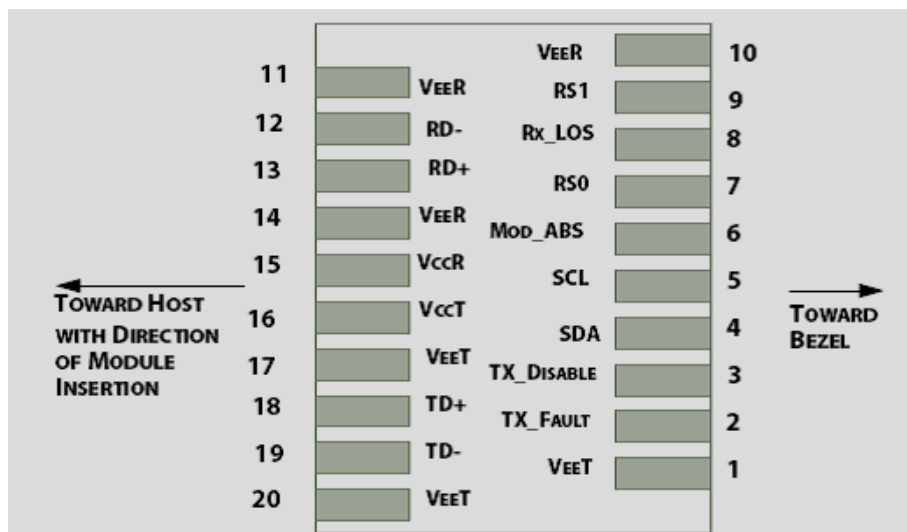 11 VEER
12 RD-
13 RD+
14 VEER
15 VCCR
16 VCCT
17 VEET
18 TD+
19 TD-
20 VEET
VEER 10
RS1 9
RX_LOS 8
RS0 7
MOD_ABS 6
SCL 5
SDA 4
TX_DISABLE 3
TX_FAULT 2
VEET 1
TOWARD HOST
WITH DIRECTION
OF MODULE
INSERTION
TOWARD
BEZEL